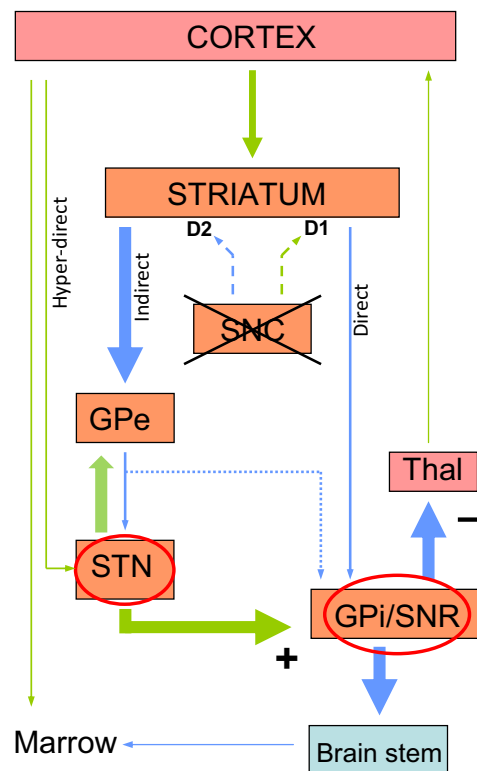 CORTEX
STRIATUM
D2
D1
Hyper-direct
Indirect
Direct
SNC
GPe
Thal
–
STN
GPi/SNR
+
Marrow
Brain stem